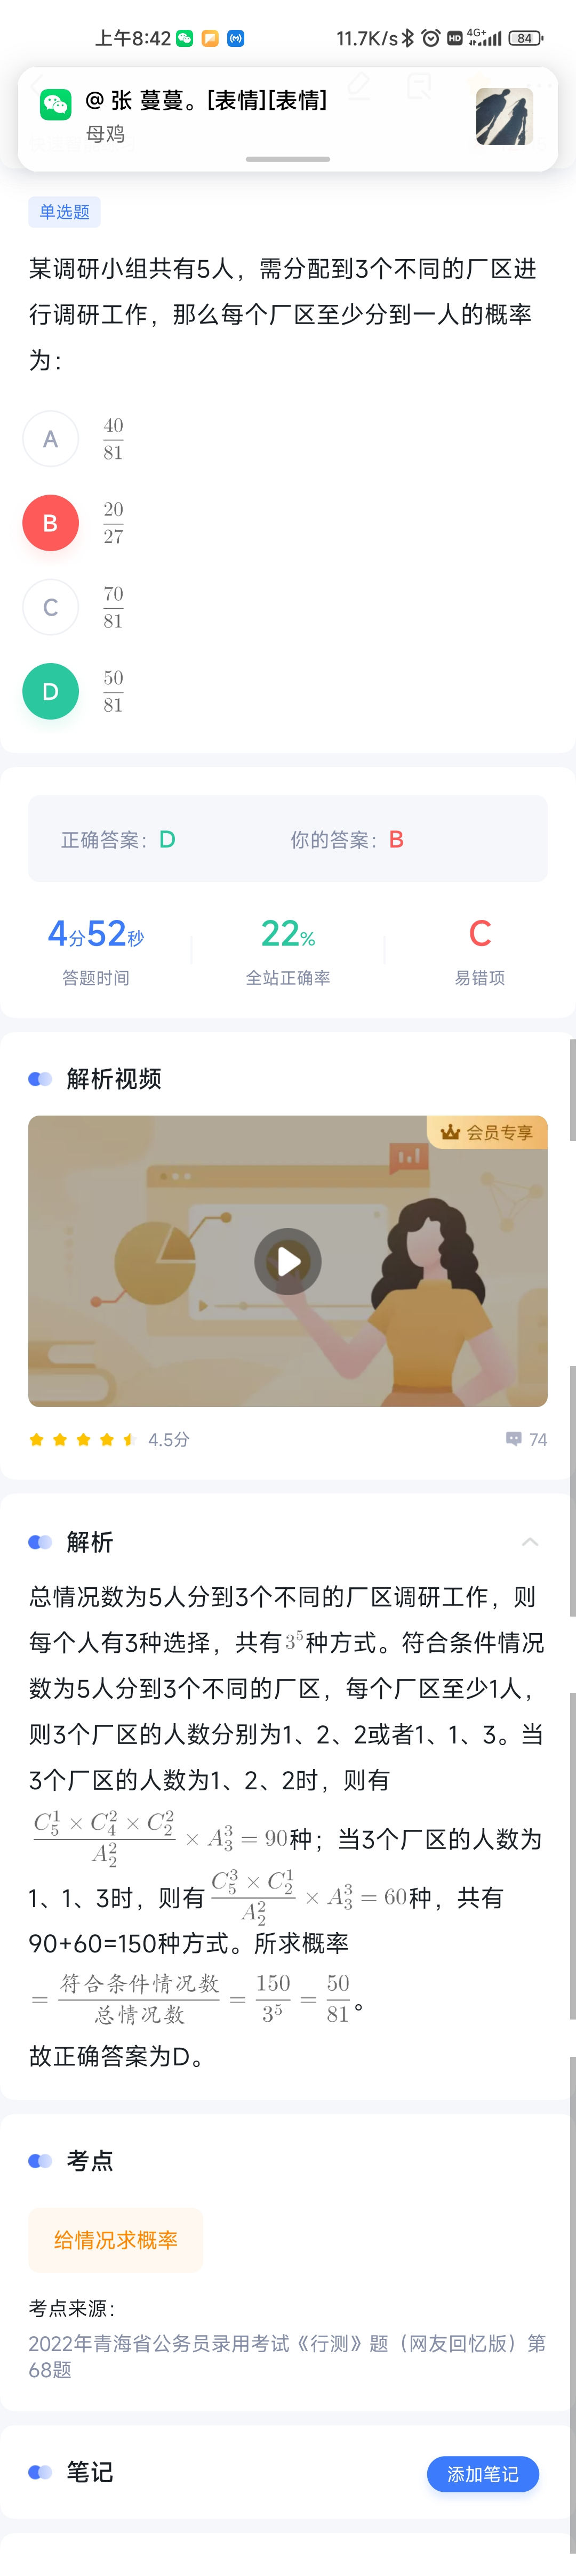 上午8:42
11.7K/s HD 4G+ 84
@ 张 蔓蔓。[表情][表情]
母鸡
单选题
某调研小组共有5人，需分配到3个不同的厂区进
行调研工作，那么每个厂区至少分到一人的概率
为：
A 40/81
B 20/27
C 70/81
D 50/81
正确答案：D 你的答案：B
4分52秒 22% C
答题时间 全站正确率 易错项
解析视频
会员专享
4.5分 74
解析
总情况数为5人分到3个不同的厂区调研工作，则
每个人有3种选择，共有3^5种方式。符合条件情况
数为5人分到3个不同的厂区，每个厂区至少1人，
则3个厂区的人数分别为1、2、2或者1、1、3。当
3个厂区的人数为1、2、2时，则有
(C_5^1 × C_4^2 × C_2^2)/A_2^2 × A_3^3 = 90种；当3个厂区的人数为
1、1、3时，则有 (C_5^3 × C_2^1)/A_2^2 × A_3^3 = 60种，共有
90+60=150种方式。所求概率
= 符合条件情况数/总情况数 = 150/3^5 = 50/81。
故正确答案为D。
考点
给情况求概率
考点来源：
2022年青海省公务员录用考试《行测》题（网友回忆版）第
68题
笔记
添加笔记